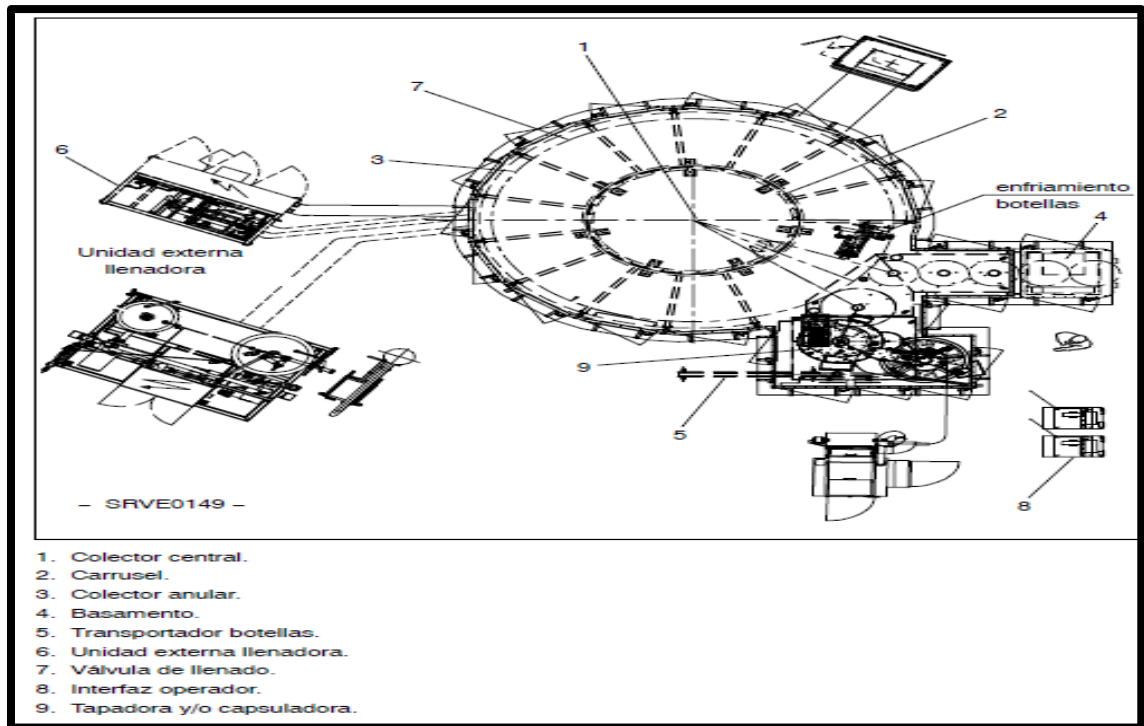 1
7
2
3
6
enfriamiento
botellas
4
Unidad externa
llenadora
9
5
8
– SRVE0149 –
1. Colector central.
2. Carrusel.
3. Colector anular.
4. Basamento.
5. Transportador botellas.
6. Unidad externa llenadora.
7. Válvula de llenado.
8. Interfaz operador.
9. Tapadora y/o capsuladora.